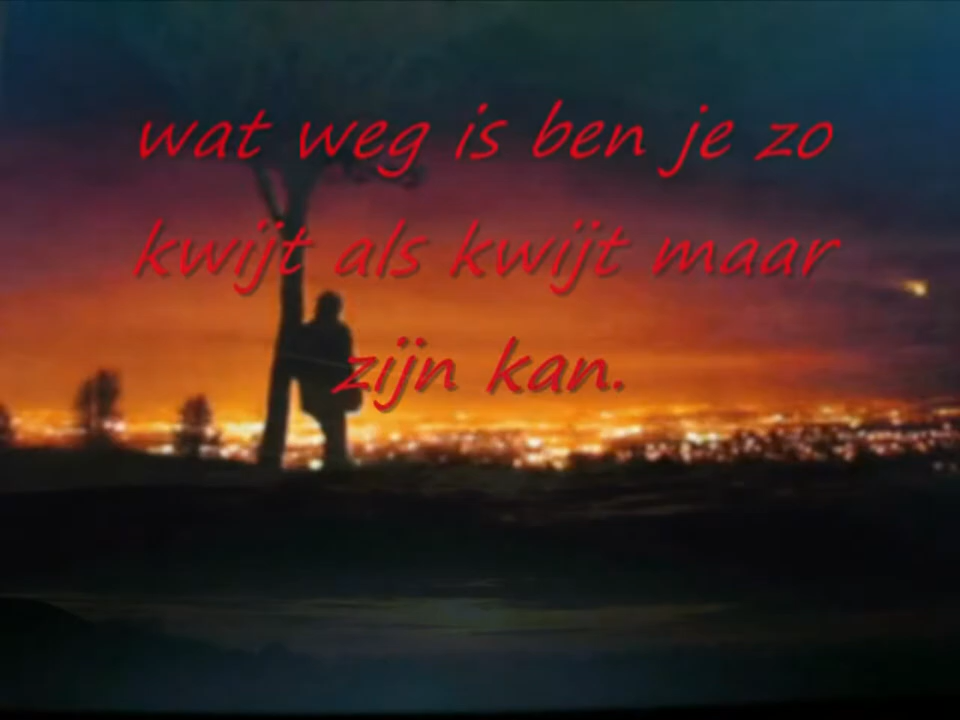 wat weg is ben je zo
kwijt als kwijt maar
zijn kan.